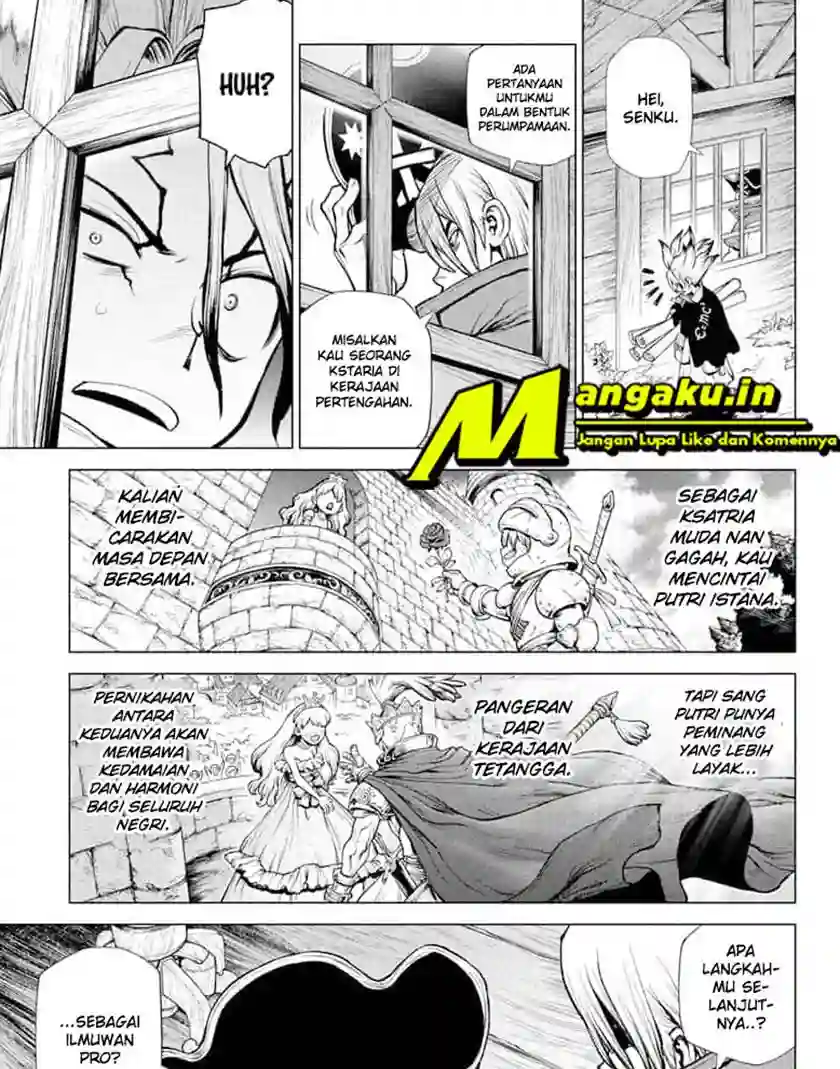 HEI,
SENKU.
ADA
PERTANYAAN
UNTUKMU
DALAM BENTUK
PERUMPAMAAN.
MISALKAN
KAU SEORANG
KSTARIA DI
KERAJAAN
PERTENGAHAN.
HUH?
Mangaku.in
Jangan Lupa Like dan Komennya
SEBAGAI
KSATRIA
MUDA NAN
GAGAH, KAU
MENCINTAI
PUTRI ISTANA.
KALIAN
MEMBI-
CARAKAN
MASA DEPAN
BERSAMA.
TAPI SANG
PUTRI PUNYA
PEMINANG
YANG LEBIH
LAYAK...
PANGERAN
DARI
KERAJAAN
TETANGGA.
PERNIKAHAN
ANTARA
KEDUANYA AKAN
MEMBAWA
KEDAMAIAN
DAN HARMONI
BAGI SELURUH
NEGRI.
APA
LANGKAH-
MU SE-
LANJUT-
NYA..?
...SEBAGAI
ILMUWAN
PRO?